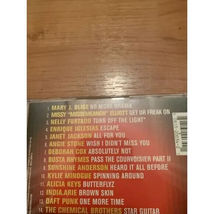 1. MARY J. BLIGE NO MORE DRAMA
2. MISSY "MISDEMEANOR" ELLIOTT GET UR FREAK ON
3. NELLY FURTADO TURN OFF THE LIGHT*
4. ENRIQUE IGLESIAS ESCAPE
5. JANET JACKSON ALL FOR YOU
6. ANGIE STONE WISH I DIDN'T MISS YOU
7. DEBORAH COX ABSOLUTELY NOT
8. BUSTA RHYMES PASS THE COURVOISIER PART II
9. SUNSHINE ANDERSON HEARD IT ALL BEFORE
10. KYLIE MINOGUE SPINNING AROUND
11. ALICIA KEYS BUTTERFLYZ
12. INDIA.ARIE BROWN SKIN
13. DAFT PUNK ONE MORE TIME
14. THE CHEMICAL BROTHERS STAR GUITAR